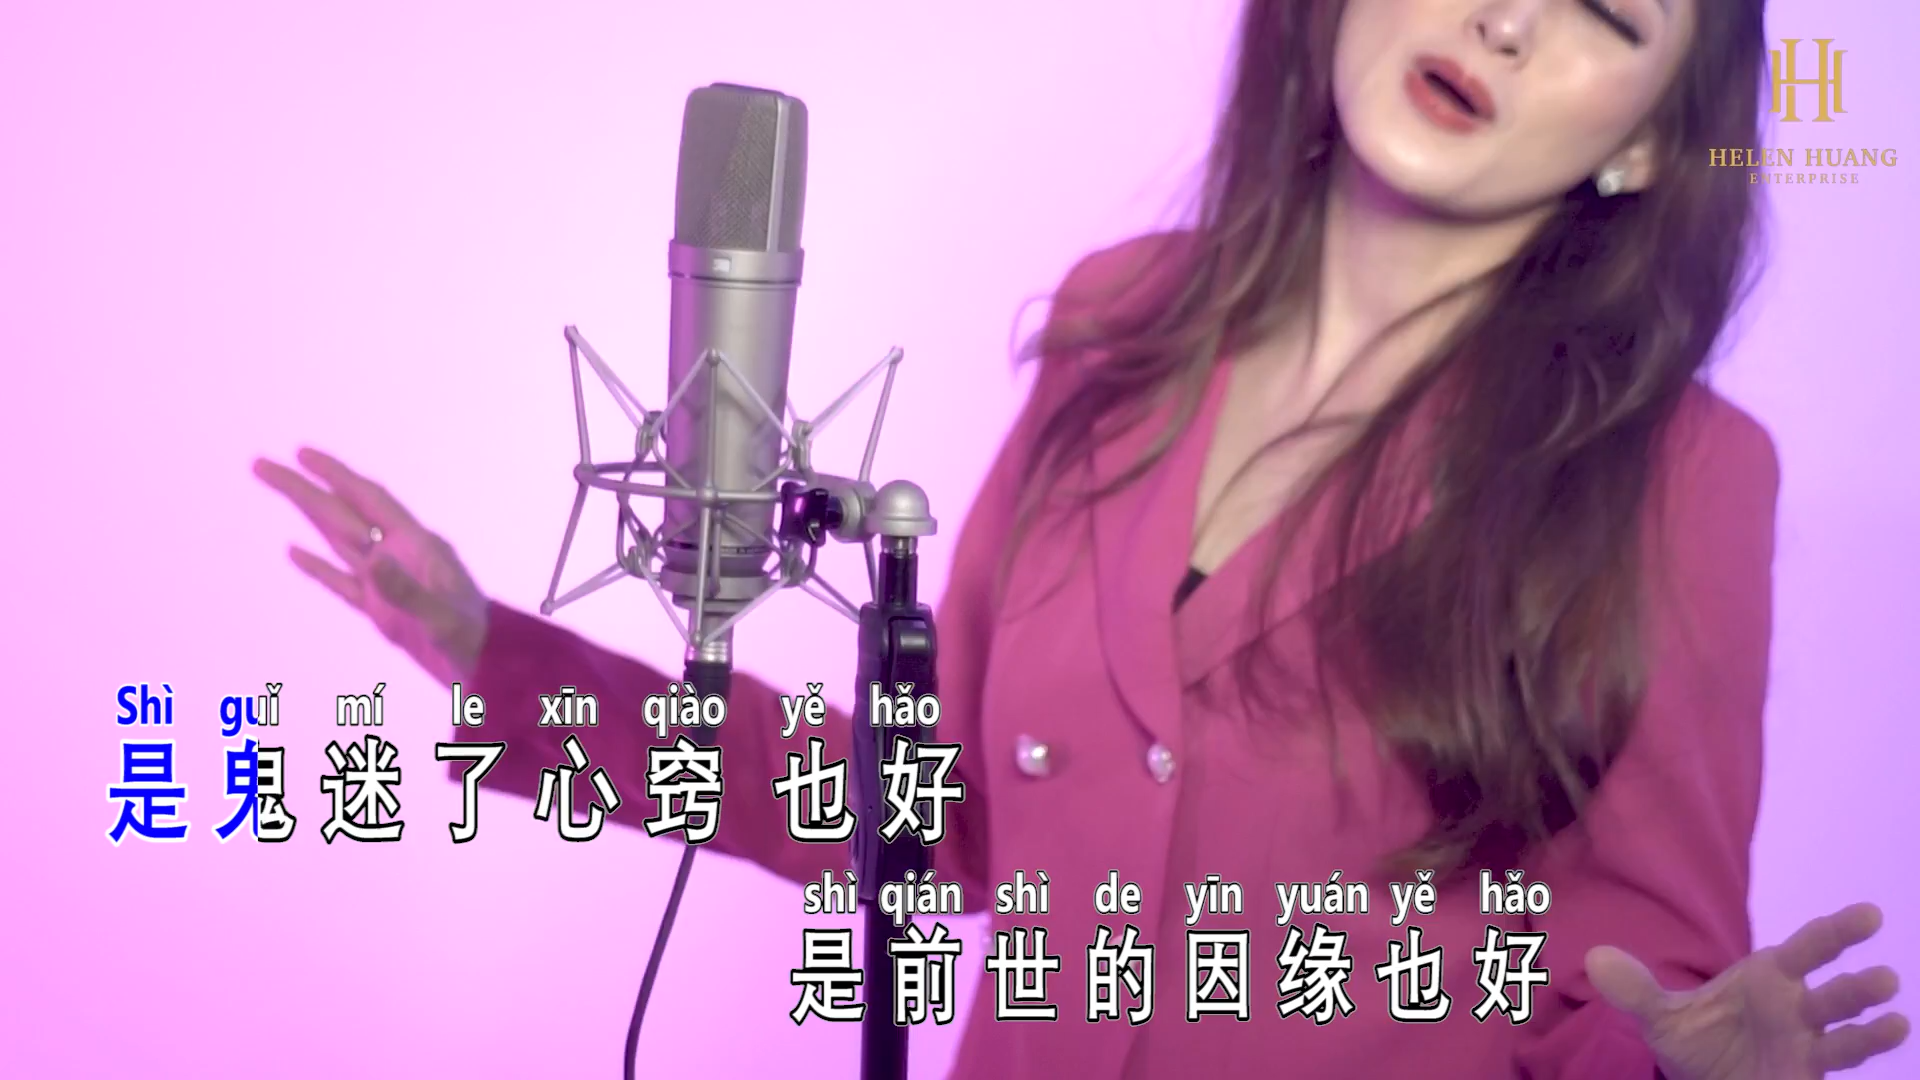 HELEN HUANG
ENTERPRISE
Shì guǐ mí le xīn qiào yě hǎo
是鬼迷了心窍 也好
shì qián shì de yīn yuán yě hǎo
是前世的因缘也好